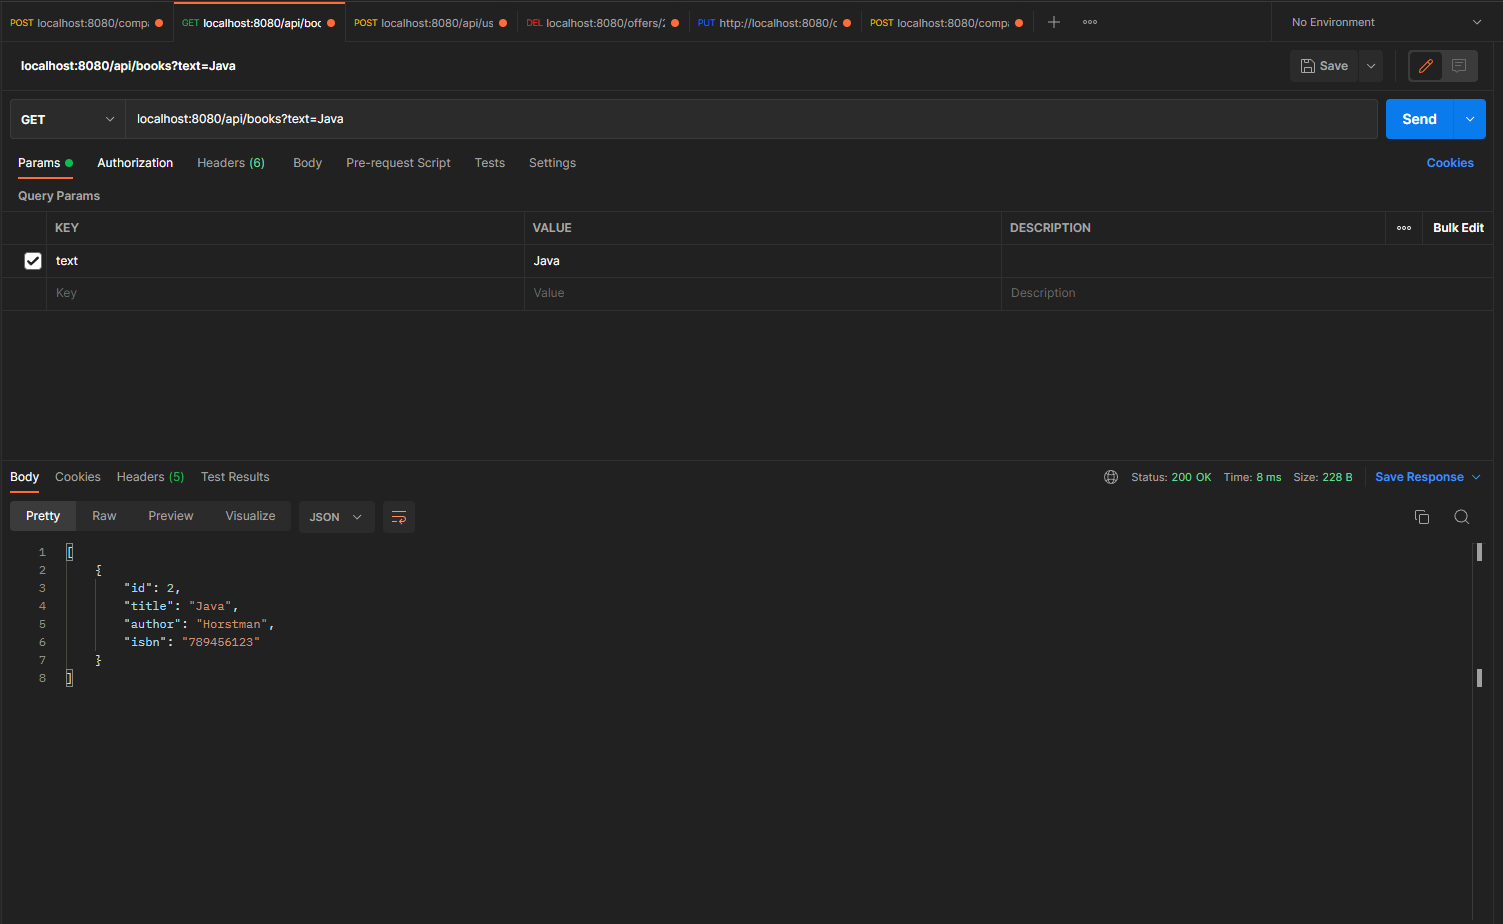 POST localhost:8080/compa
GET localhost:8080/api/boo
POST localhost:8080/api/us
DEL localhost:8080/offers/2
PUT http://localhost:8080/c
POST localhost:8080/compa
No Environment
localhost:8080/api/books?text=Java
Save
GET
localhost:8080/api/books?text=Java
Send
Params Authorization Headers (6) Body Pre-request Script Tests Settings Cookies
Query Params
KEY VALUE DESCRIPTION Bulk Edit
text Java
Key Value Description
Body Cookies Headers (5) Test Results Status: 200 OK Time: 8 ms Size: 228 B Save Response
Pretty Raw Preview Visualize JSON
1 [
2 {
3 "id": 2,
4 "title": "Java",
5 "author": "Horstman",
6 "isbn": "789456123"
7 }
8 ]